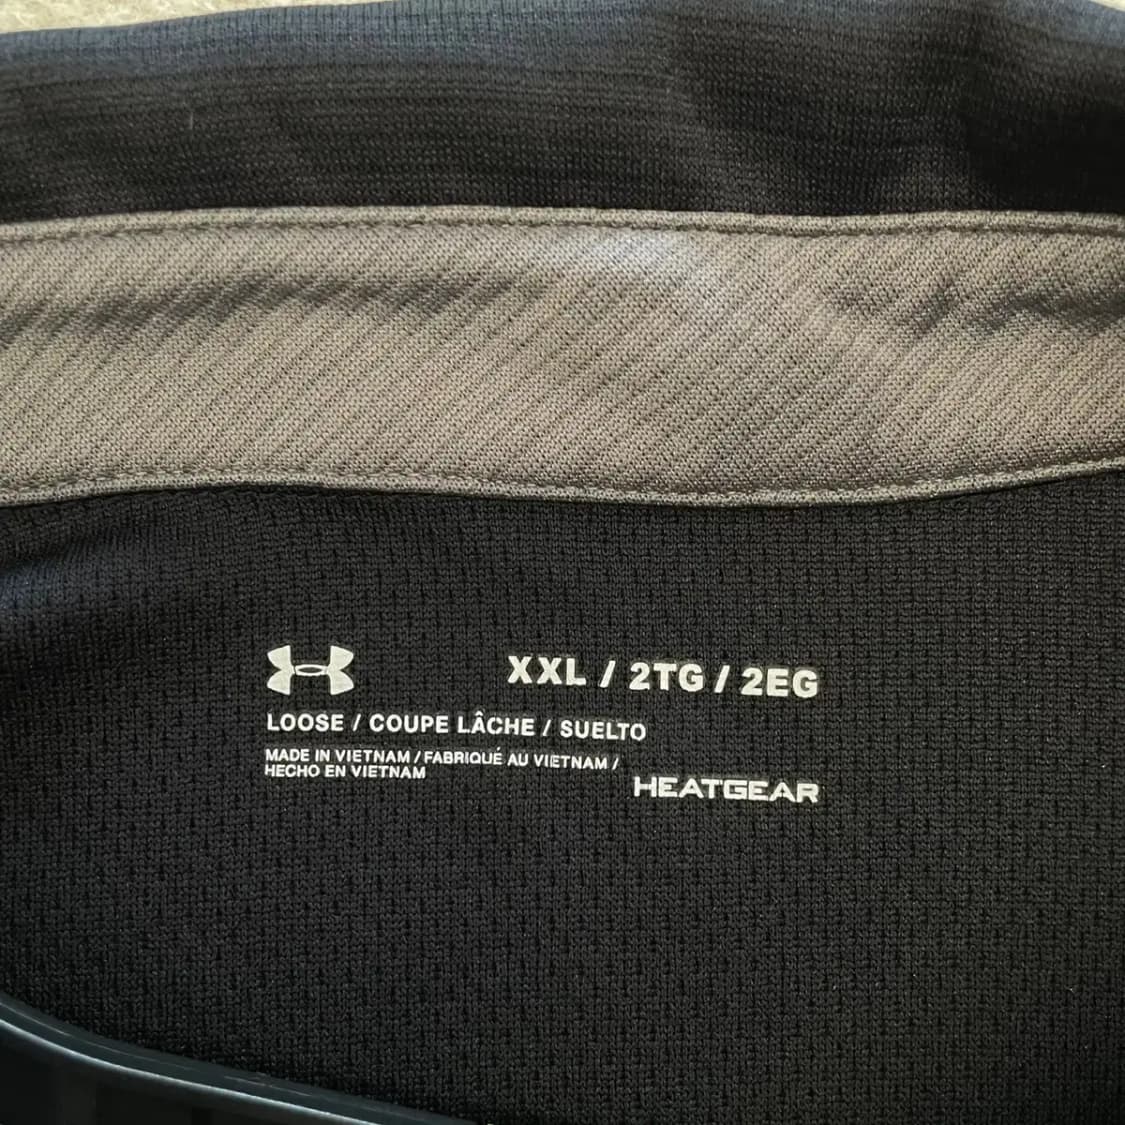 XXL / 2TG / 2EG
LOOSE / COUPE LÂCHE / SUELTO
MADE IN VIETNAM / FABRIQUÉ AU VIETNAM /
HECHO EN VIETNAM
HEATGEAR